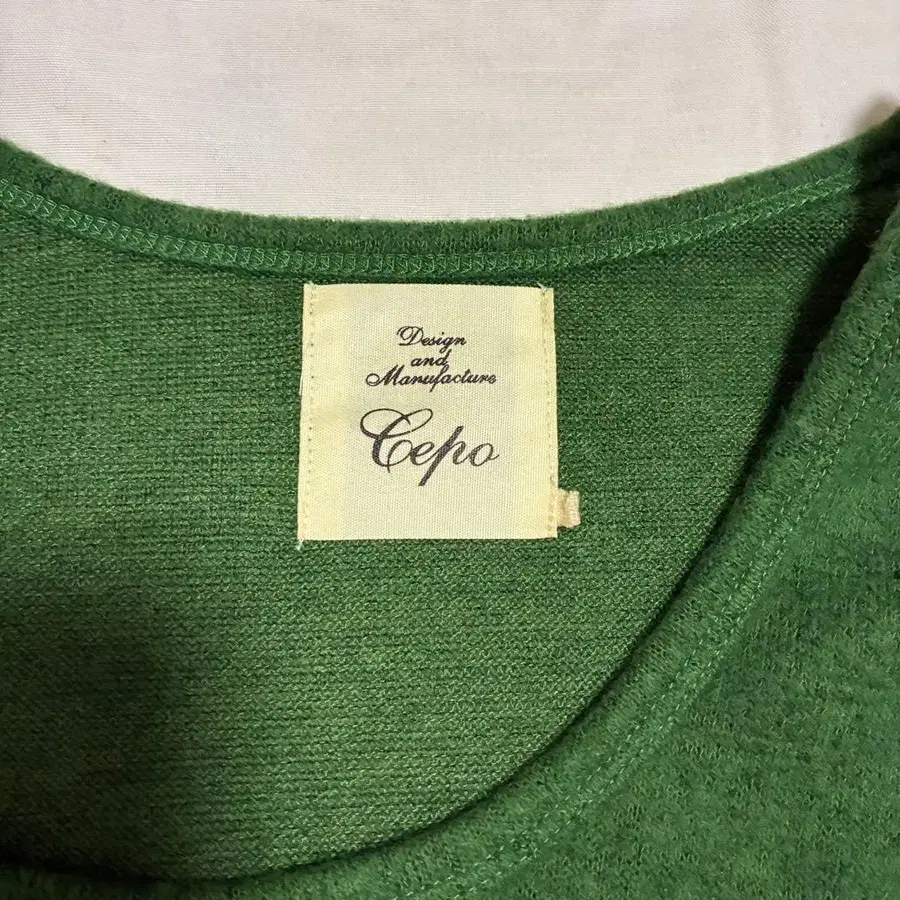 Design
and
Manufacture
Cepo